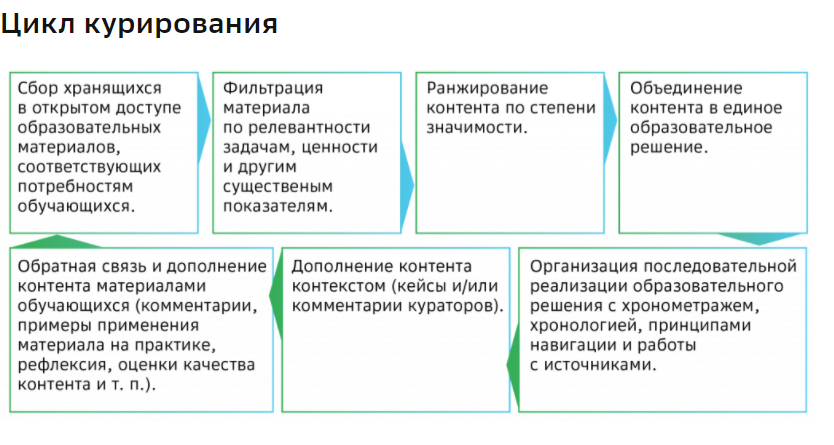 Цикл курирования
Сбор хранящихся
в открытом доступе
образовательных
материалов,
соответствующих
потребностям
обучающихся.
Фильтрация
материала
по релевантности
задачам, ценности
и другим
существеным
показателям.
Ранжирование
контента по степени
значимости.
Объединение
контента в единое
образовательное
решение.
Организация последовательной
реализации образовательного
решения с хронометражем,
хронологией, принципами
навигации и работы
с источниками.
Дополнение контента
контекстом (кейсы и/или
комментарии кураторов).
Обратная связь и дополнение
контента материалами
обучающихся (комментарии,
примеры применения
материала на практике,
рефлексия, оценки качества
контента и т. п.).